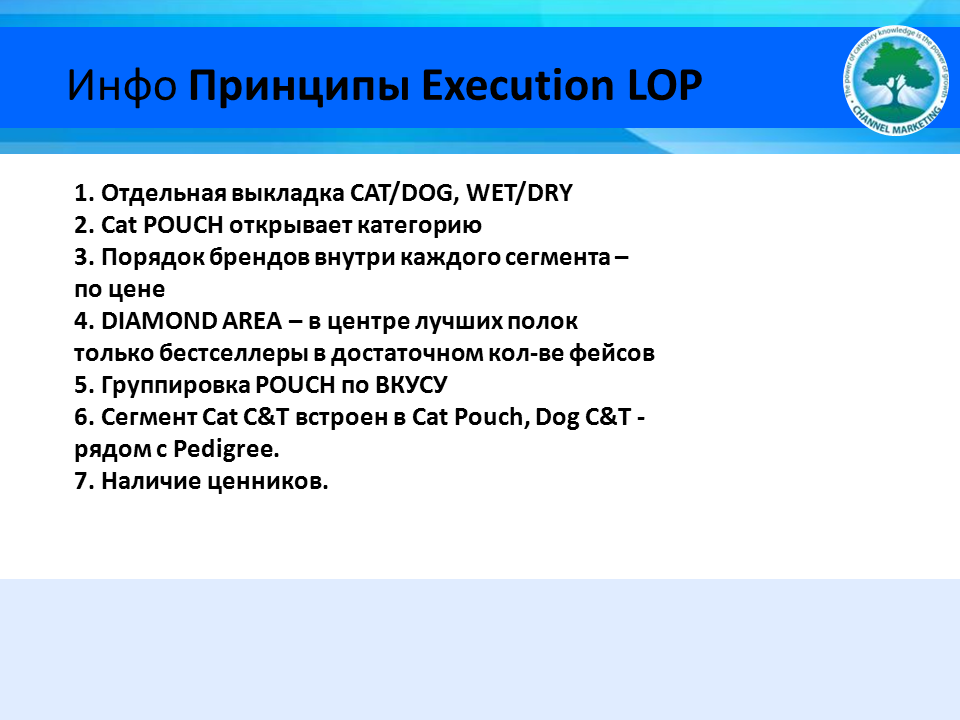 Инфо Принципы Execution LOP
The power of category knowledge is the power of growth
• CHANNEL MARKETING •
1. Отдельная выкладка CAT/DOG, WET/DRY
2. Cat POUCH открывает категорию
3. Порядок брендов внутри каждого сегмента –
по цене
4. DIAMOND AREA – в центре лучших полок
только бестселлеры в достаточном кол-ве фейсов
5. Группировка POUCH по ВКУСУ
6. Сегмент Cat C&T встроен в Cat Pouch, Dog C&T -
рядом с Pedigree.
7. Наличие ценников.